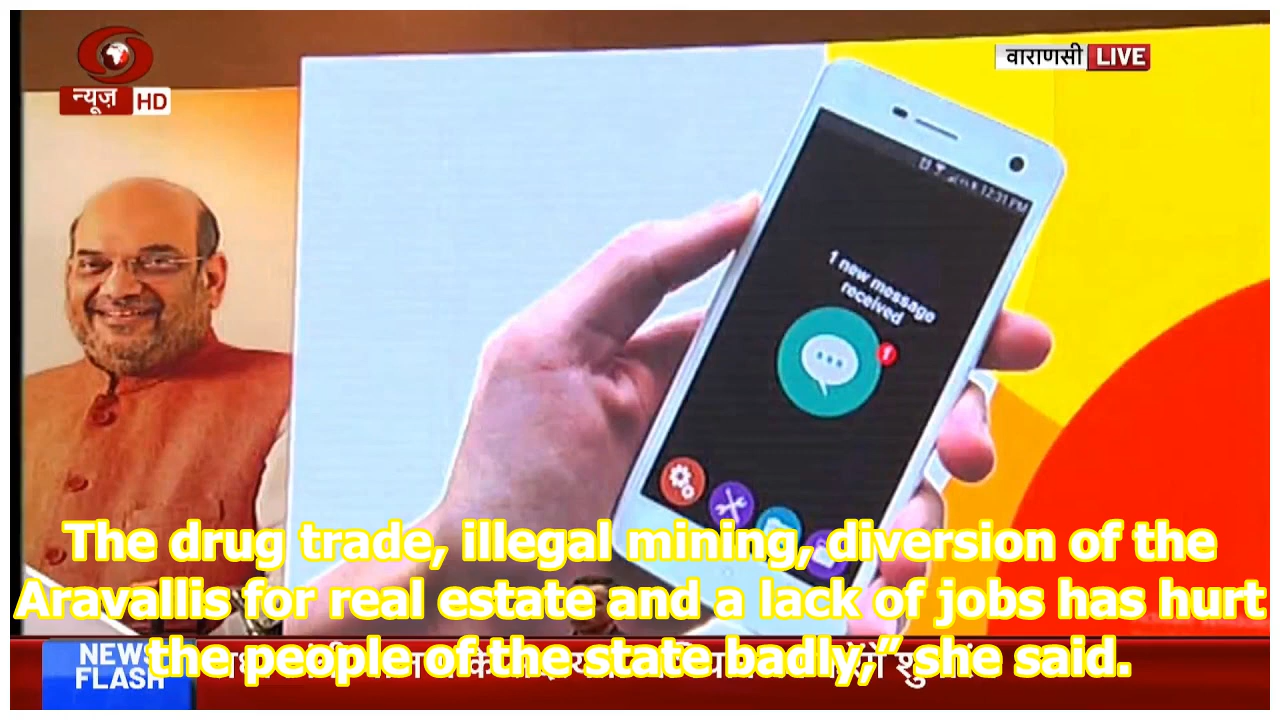 न्यूज़ HD
वाराणसी LIVE
12:31 PM
1 new message
received
1
The drug trade, illegal mining, diversion of the
Aravallis for real estate and a lack of jobs has hurt
the people of the state badly,” she said.
NEWS
FLASH